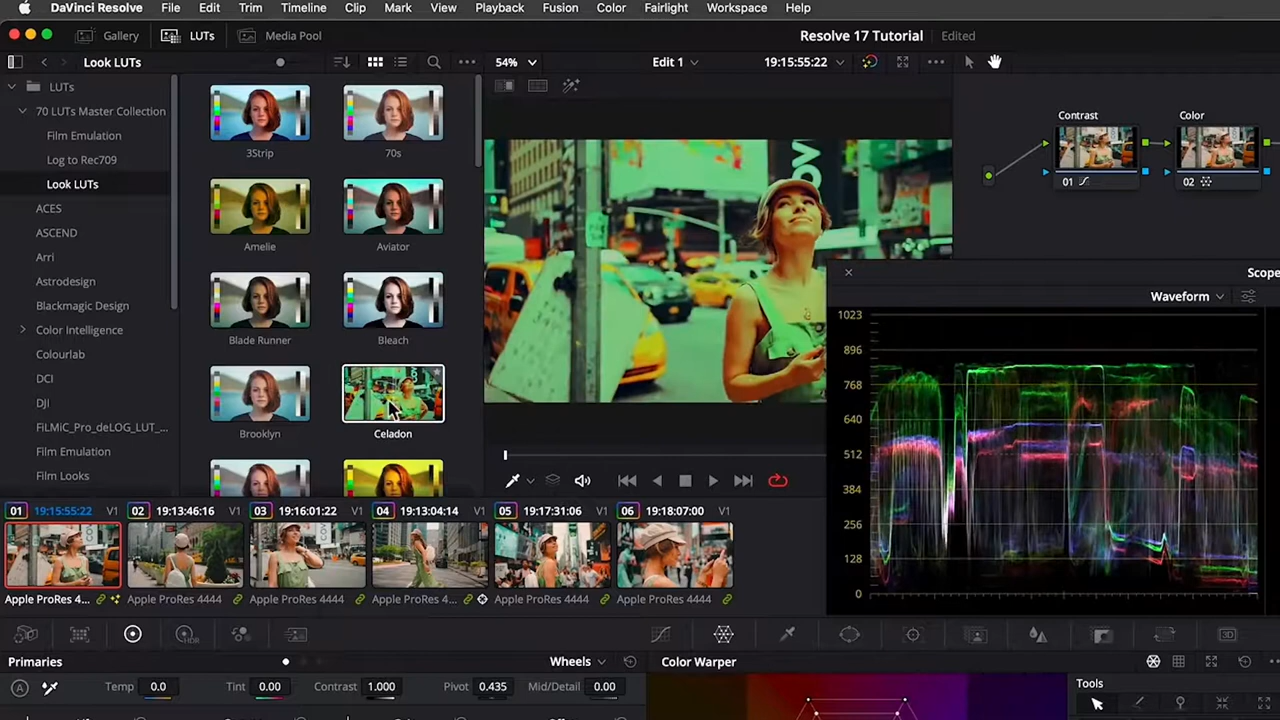 DaVinci Resolve File Edit Trim Timeline Clip Mark View Playback Fusion Color Fairlight Workspace Help
Gallery LUTs Media Pool Resolve 17 Tutorial Edited
Look LUTs 54% Edit 1 19:15:55:22
LUTs
70 LUTs Master Collection
Film Emulation
Log to Rec709
Look LUTs
ACES
ASCEND
Arri
Astrodesign
Blackmagic Design
Color Intelligence
Colourlab
DCI
DJI
FiLMiC_Pro_deLOG_LUT_...
Film Emulation
Film Looks
3Strip 70s
Amelie Aviator
Blade Runner Bleach
Brooklyn Celadon
Contrast Color
01 02
Scope
Waveform
1023
896
768
640
512
384
256
128
0
01 19:15:55:22 V1 02 19:13:46:16 V1 03 19:16:01:22 V1 04 19:13:04:14 V1 05 19:17:31:06 V1 06 19:18:07:00 V1
Apple ProRes 4... Apple ProRes 4444 Apple ProRes 4444 Apple ProRes 4... Apple ProRes 4444 Apple ProRes 4444
HDR 3D
Primaries Wheels Color Warper
A Temp 0.0 Tint 0.00 Contrast 1.000 Pivot 0.435 Mid/Detail 0.00 Tools